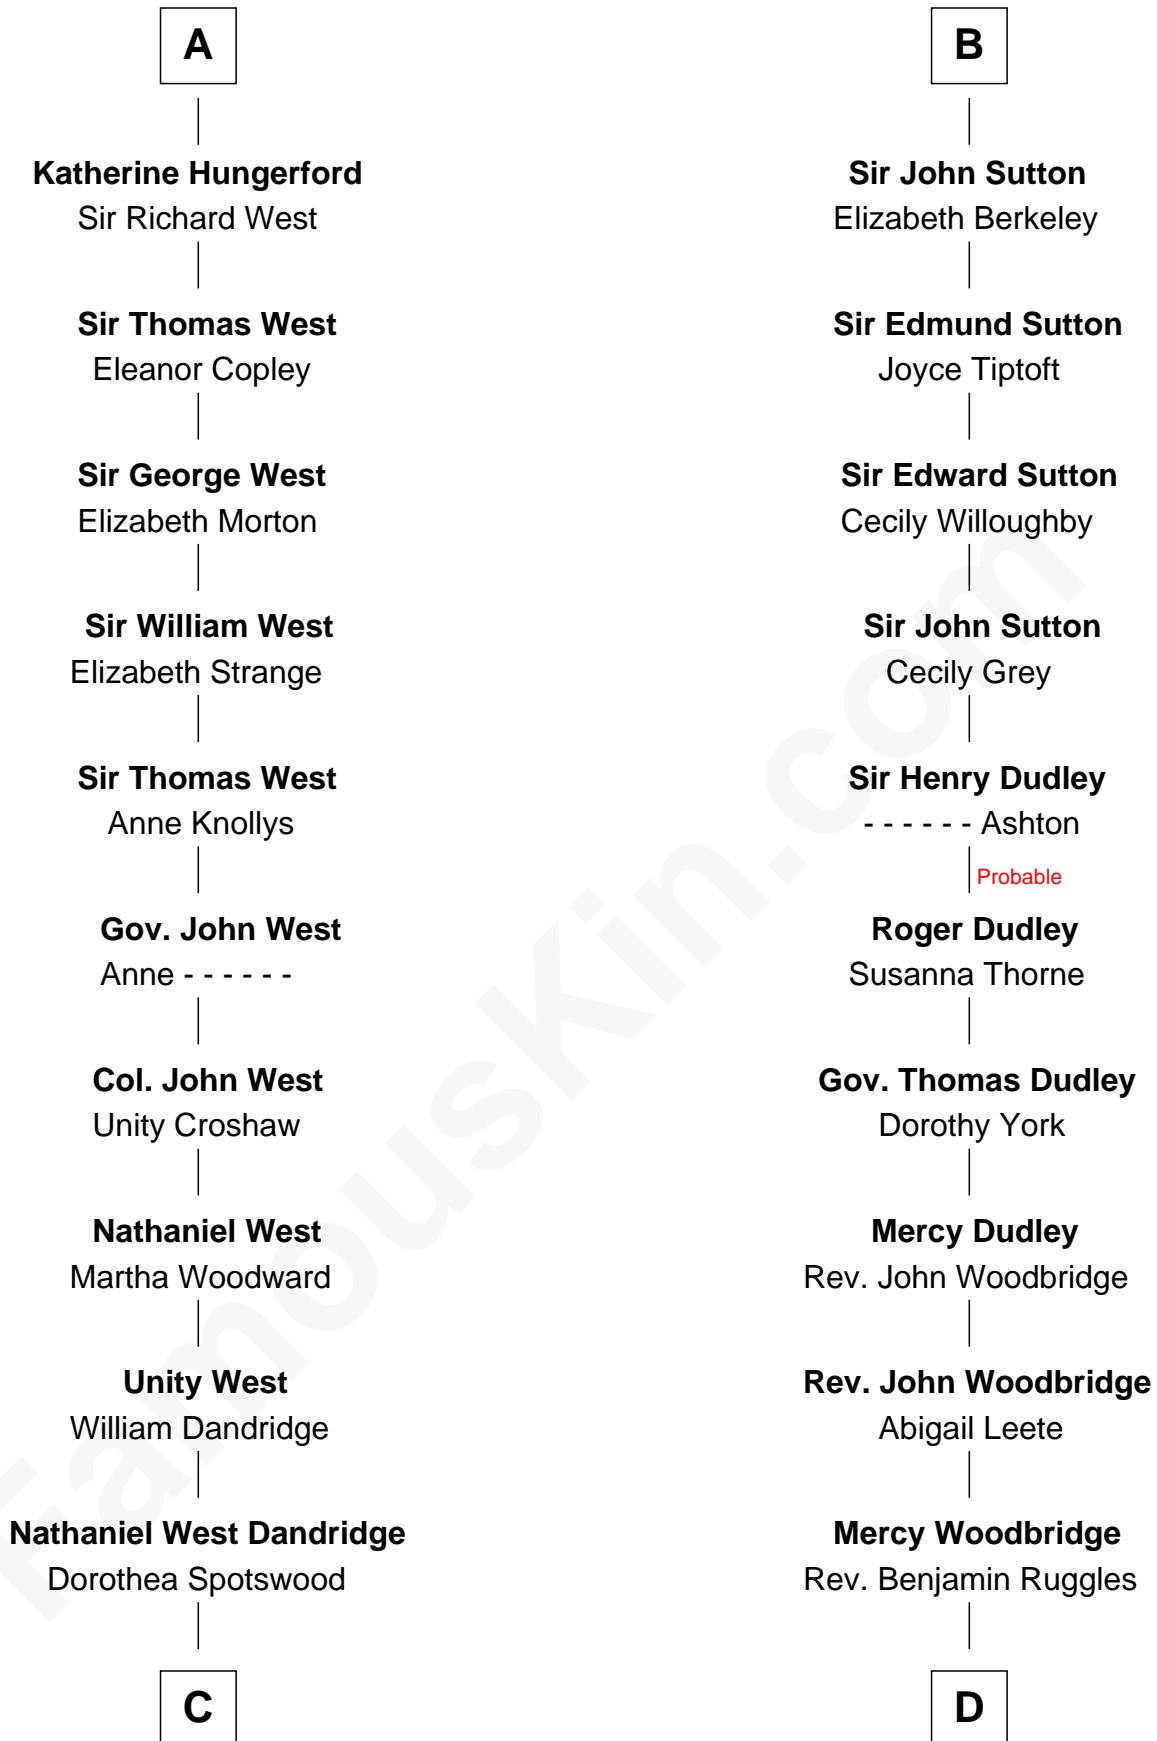 A
Katherine Hungerford
Sir Richard West
Sir Thomas West
Eleanor Copley
Sir George West
Elizabeth Morton
Sir William West
Elizabeth Strange
Sir Thomas West
Anne Knollys
Gov. John West
Anne - - - - - -
Col. John West
Unity Croshaw
Nathaniel West
Martha Woodward
Unity West
William Dandridge
Nathaniel West Dandridge
Dorothea Spotswood
C
B
Sir John Sutton
Elizabeth Berkeley
Sir Edmund Sutton
Joyce Tiptoft
Sir Edward Sutton
Cecily Willoughby
Sir John Sutton
Cecily Grey
Sir Henry Dudley
- - - - - - Ashton
Probable
Roger Dudley
Susanna Thorne
Gov. Thomas Dudley
Dorothy York
Mercy Dudley
Rev. John Woodbridge
Rev. John Woodbridge
Abigail Leete
Mercy Woodbridge
Rev. Benjamin Ruggles
D
FamousKin.com